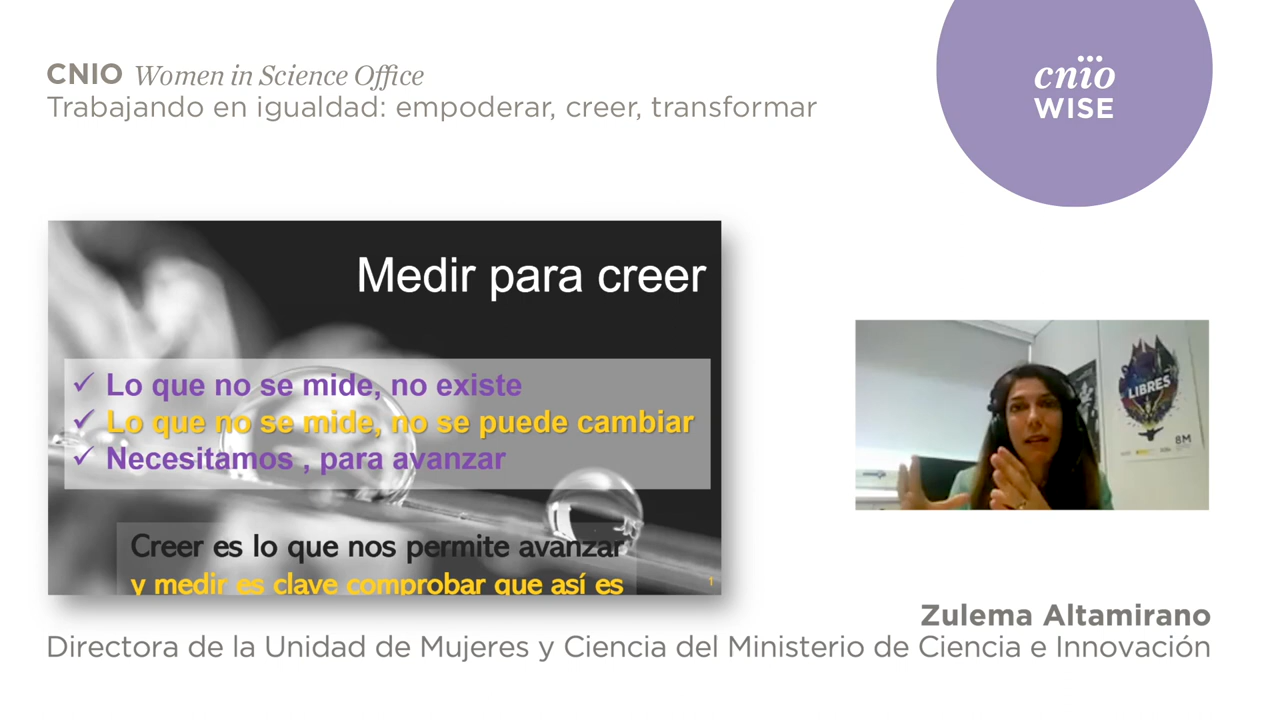 CNIO Women in Science Office
Trabajando en igualdad: empoderar, creer, transformar
cnio
WISE
Medir para creer
✓ Lo que no se mide, no existe
✓ Lo que no se mide, no se puede cambiar
✓ Necesitamos , para avanzar
Creer es lo que nos permite avanzar
y medir es clave comprobar que así es
1
LIBRES
8M
Zulema Altamirano
Directora de la Unidad de Mujeres y Ciencia del Ministerio de Ciencia e Innovación